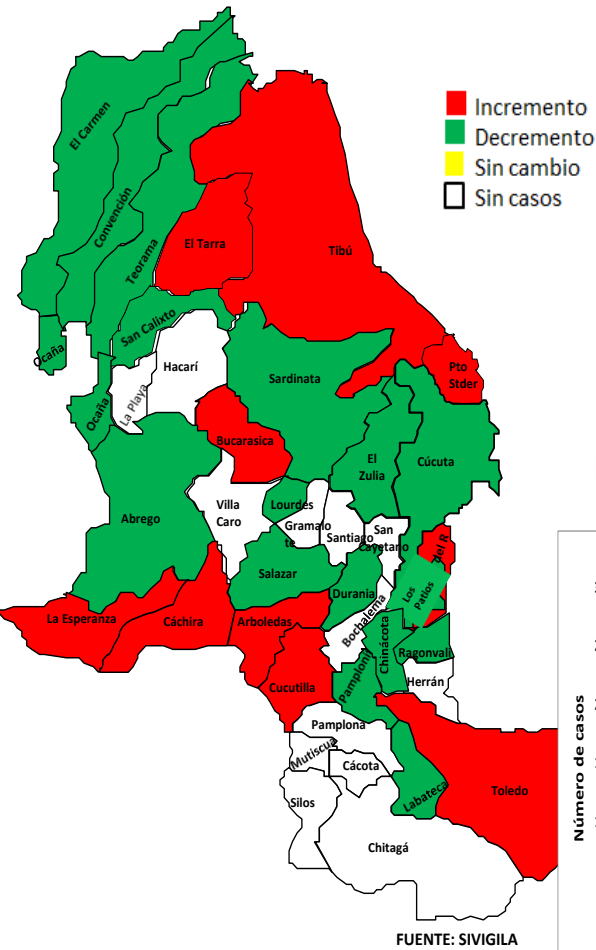 Incremento
Decremento
Sin cambio
Sin casos
El Carmen
Convención
Teorama
El Tarra
Tibú
San Calixto
Ocaña
Hacarí
La Playa
Ocaña
Sardinata
Pto
Stder
Bucarasica
El
Zulia
Cúcuta
Abrego
Villa
Caro
Lourdes
Gramalo
te
Santiago
San
Cayetano
del R
Salazar
Durania
Los
Patios
Bochalema
La Esperanza
Cáchira
Arboledas
Chinácota
Ragonvali
Herrán
Cucutilla
Pamplonit
Pamplona
Mutiscua
Cácota
Silos
Labateca
Toledo
Chitagá
Número de casos
FUENTE: SIVIGILA